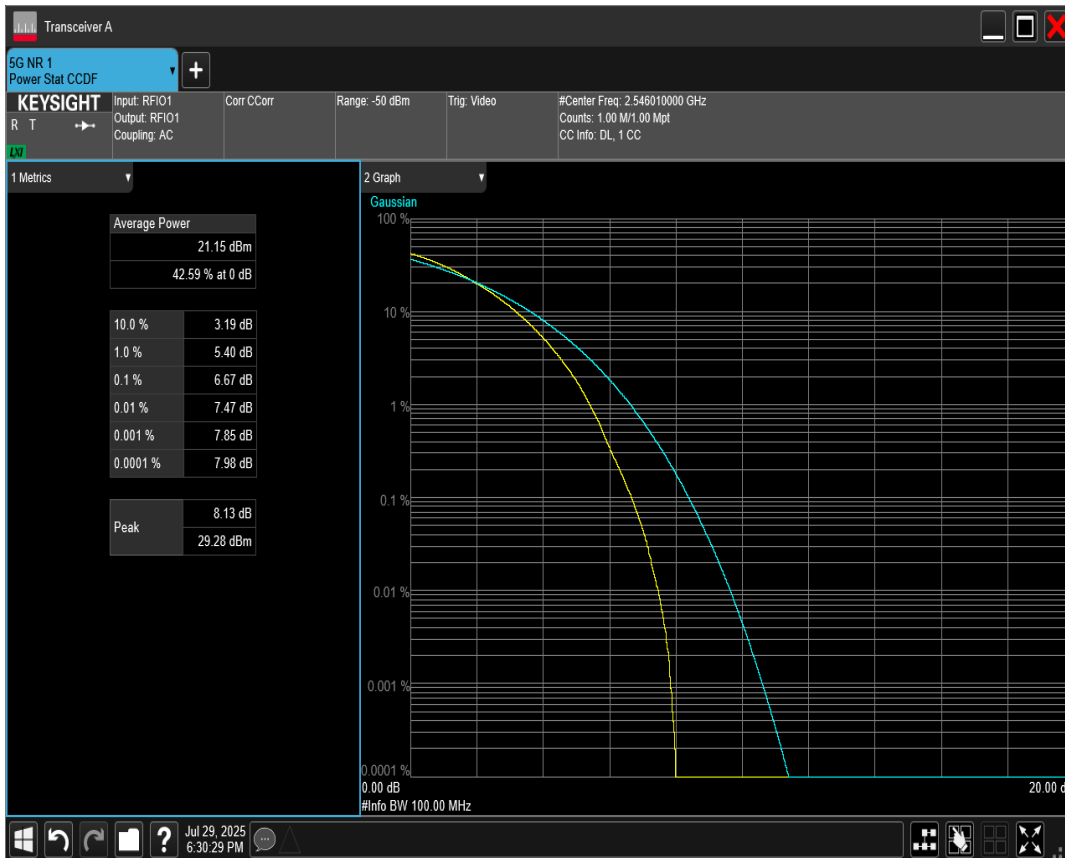 Transceiver A
5G NR 1
Power Stat CCDF
KEYSIGHT
R T
LXI
Input: RFIO1
Output: RFIO1
Coupling: AC
Corr CCorr
Range: -50 dBm
Trig: Video
#Center Freq: 2.546010000 GHz
Counts: 1.00 M/1.00 Mpt
CC Info: DL, 1 CC
1 Metrics
Average Power
21.15 dBm
42.59 % at 0 dB
10.0 % 3.19 dB
1.0 % 5.40 dB
0.1 % 6.67 dB
0.01 % 7.47 dB
0.001 % 7.85 dB
0.0001 % 7.98 dB
Peak
8.13 dB
29.28 dBm
2 Graph
Gaussian
100 %
10 %
1 %
0.1 %
0.01 %
0.001 %
0.0001 %
0.00 dB
20.00 d
#Info BW 100.00 MHz
Jul 29, 2025
6:30:29 PM